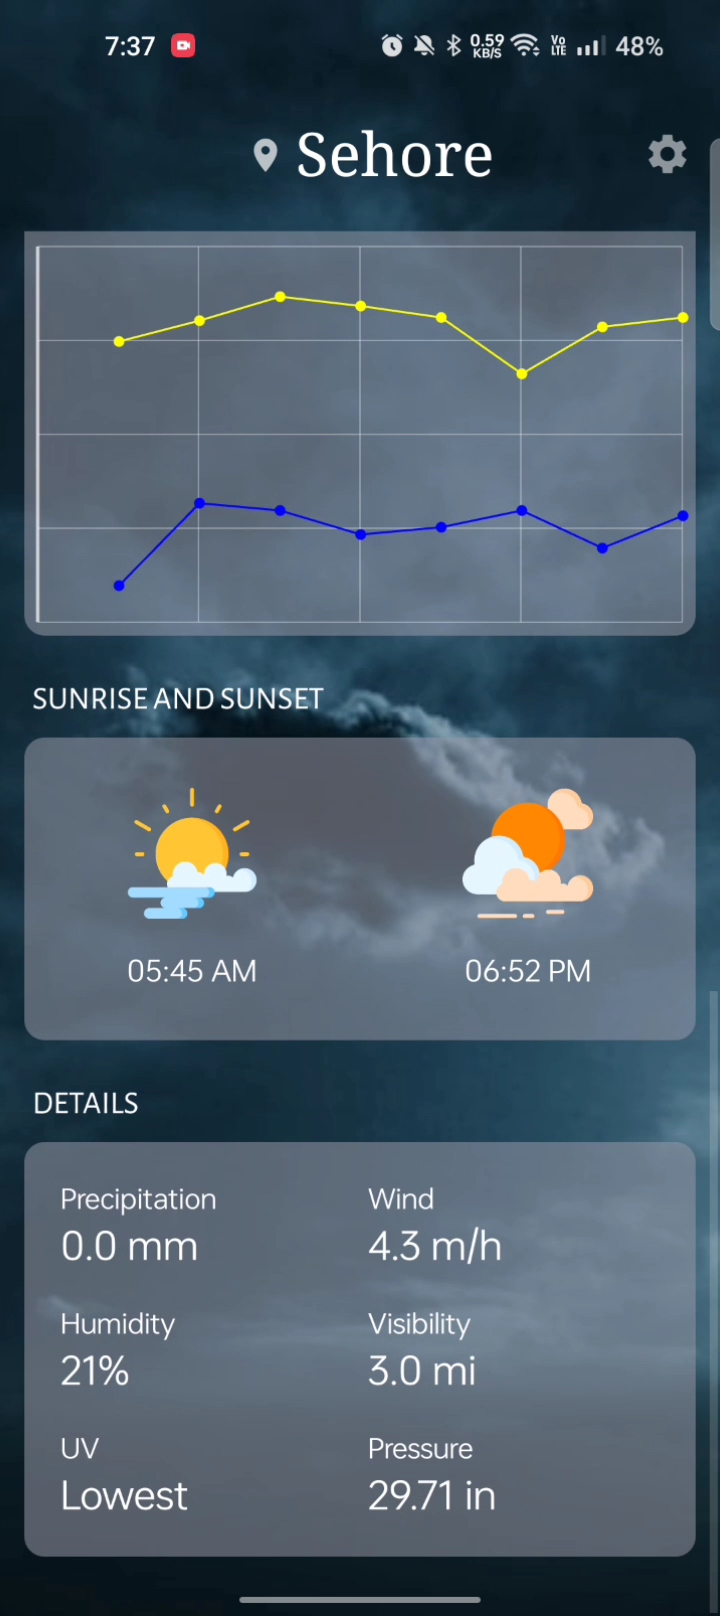 7:37 0.59 KB/S Vo LTE 48%
Sehore
SUNRISE AND SUNSET
05:45 AM 06:52 PM
DETAILS
Precipitation Wind
0.0 mm 4.3 m/h
Humidity Visibility
21% 3.0 mi
UV Pressure
Lowest 29.71 in